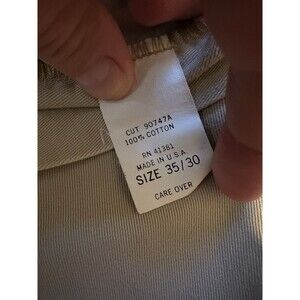 CUT 90747A
100% COTTON
RN 41381
MADE IN U.S.A.
SIZE 35/30
CARE OVER